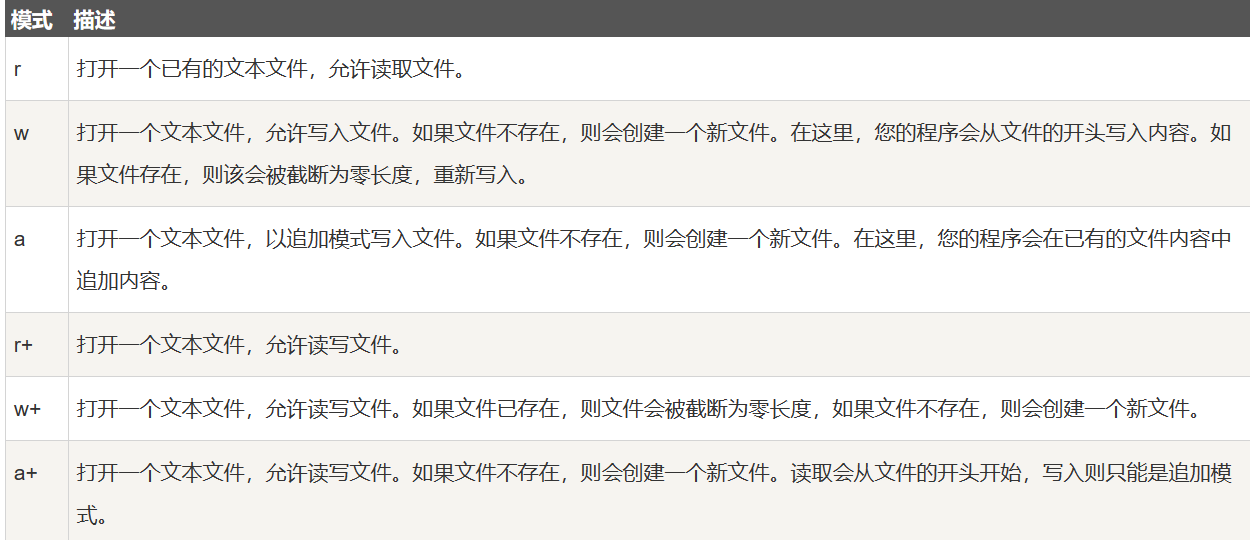 模式 描述
r 打开一个已有的文本文件，允许读取文件。
w 打开一个文本文件，允许写入文件。如果文件不存在，则会创建一个新文件。在这里，您的程序会从文件的开头写入内容。如
果文件存在，则该会被截断为零长度，重新写入。
a 打开一个文本文件，以追加模式写入文件。如果文件不存在，则会创建一个新文件。在这里，您的程序会在已有的文件内容中
追加内容。
r+ 打开一个文本文件，允许读写文件。
w+ 打开一个文本文件，允许读写文件。如果文件已存在，则文件会被截断为零长度，如果文件不存在，则会创建一个新文件。
a+ 打开一个文本文件，允许读写文件。如果文件不存在，则会创建一个新文件。读取会从文件的开头开始，写入则只能是追加模
式。